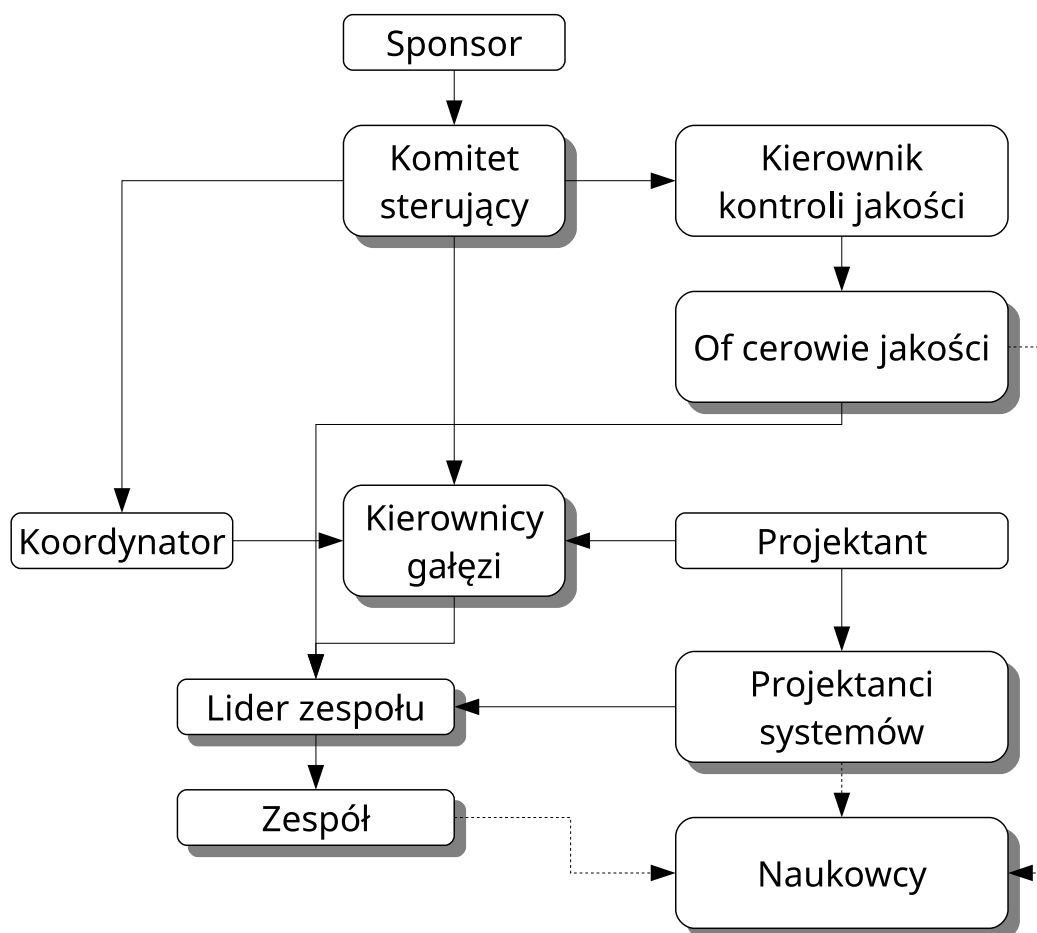 Sponsor
Komitet
sterujący
Kierownik
kontroli jakości
Of cerowie jakości
Koordynator
Kierownicy
gałęzi
Projektant
Lider zespołu
Projektanci
systemów
Zespół
Naukowcy